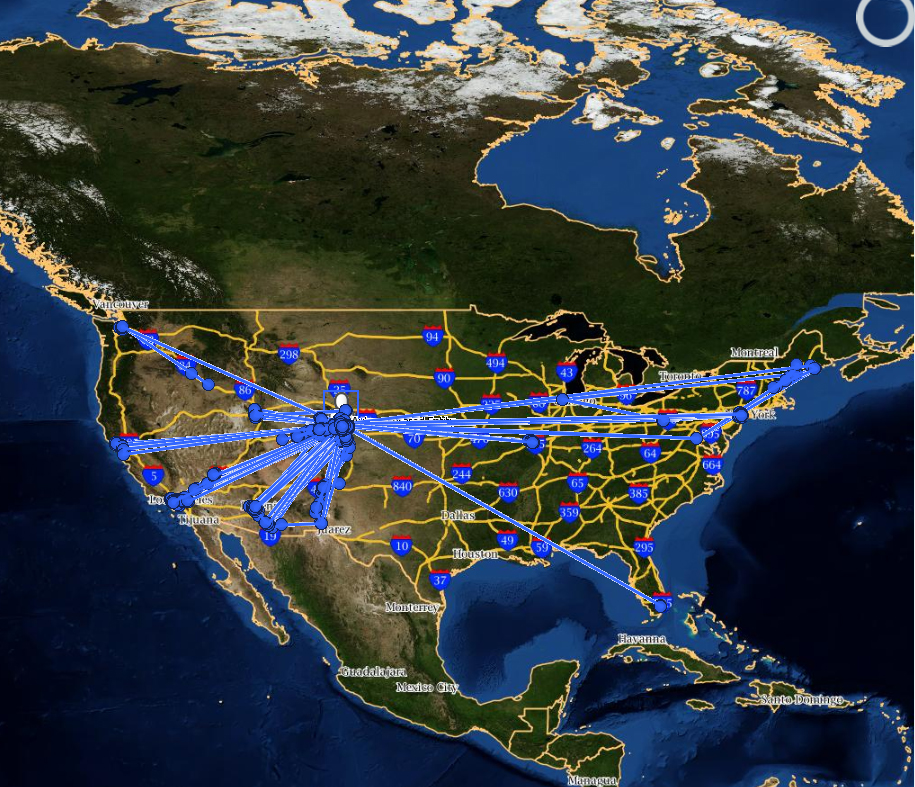 Vancouver
94
298
494
Montreal
43
90
86
Toronto
787
York
70
264
64
664
5
244
840
65
630
385
Los
Tijuana
359
Dallas
Juarez
19
49
10
Houston
59
295
37
Monterrey
Havanna
Guadalajara
Mexico City
Santo Domingo
Managua